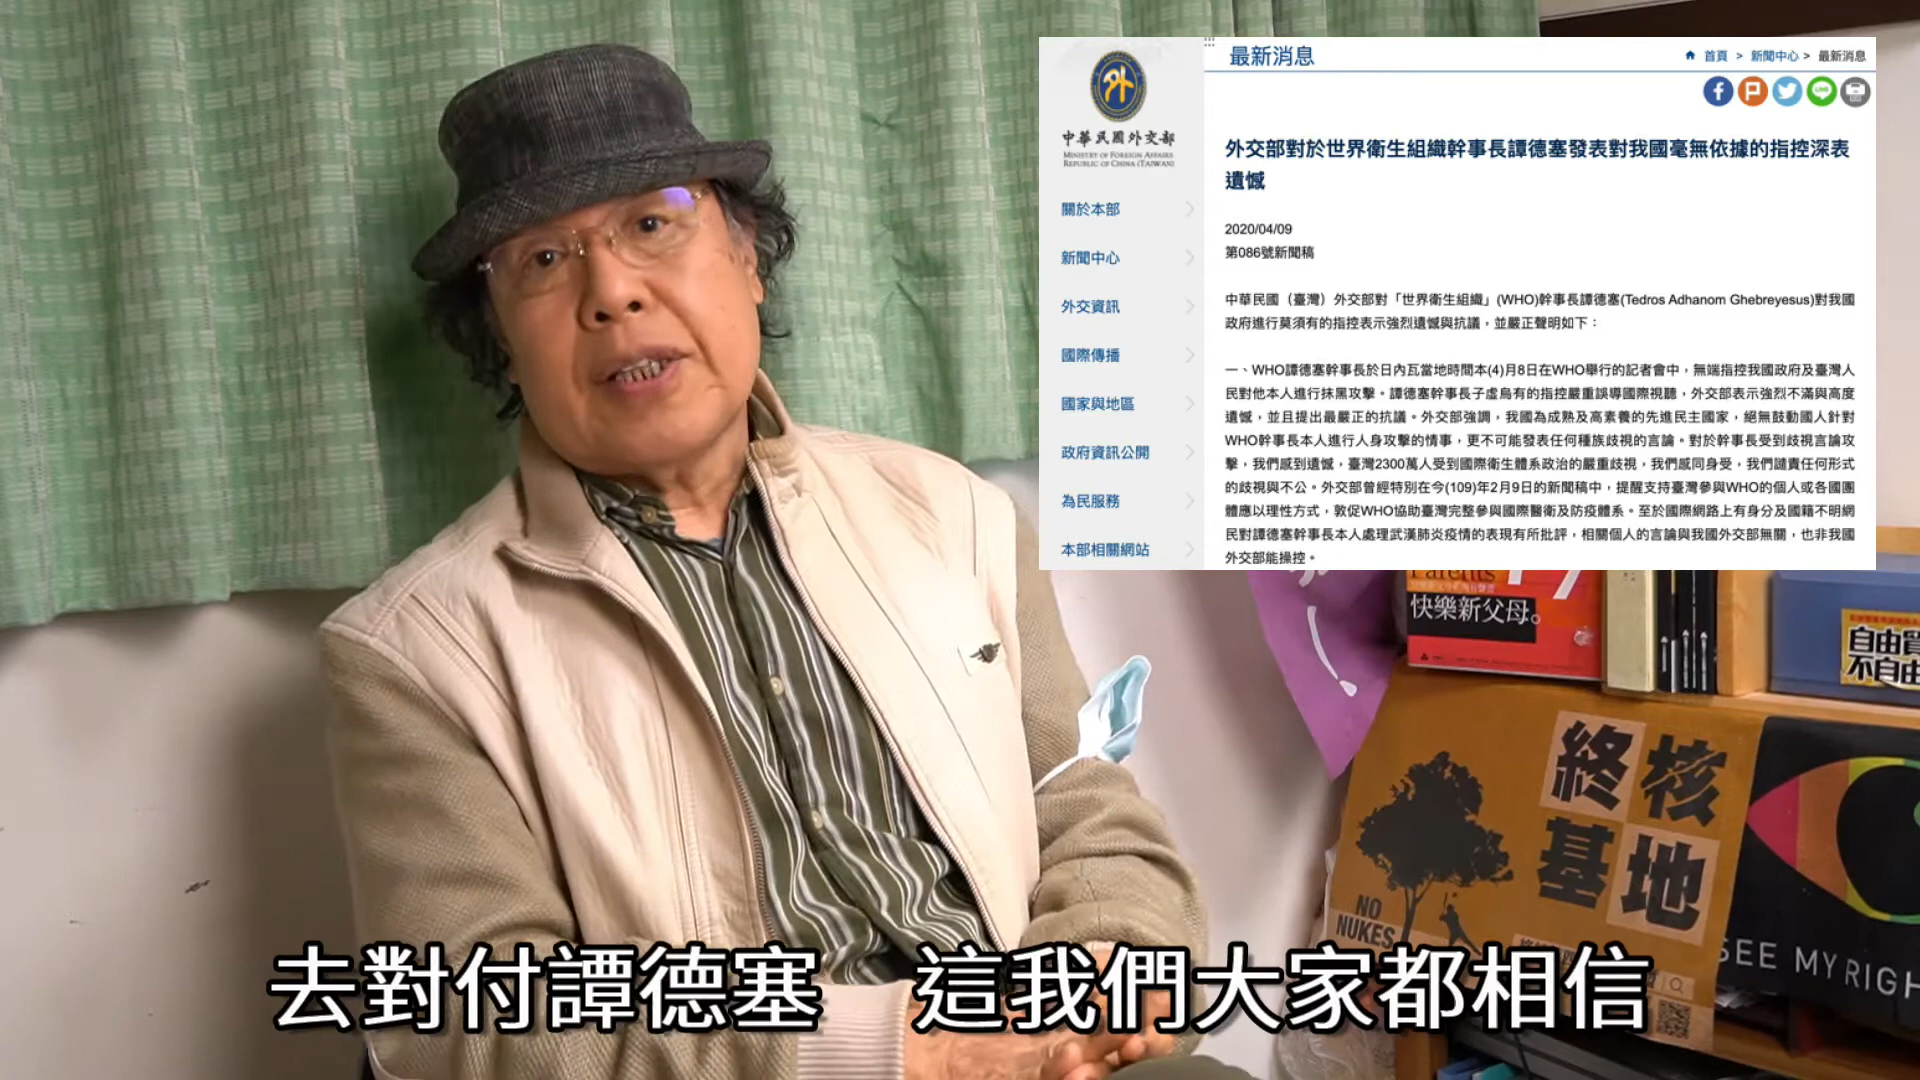 最新消息
首頁 > 新聞中心 > 最新消息
外
中華民國外交部
MINISTRY OF FOREIGN AFFAIRS
REPUBLIC OF CHINA (TAIWAN)
關於本部
新聞中心
外交資訊
國際傳播
國家與地區
政府資訊公開
為民服務
本部相關網站
外交部對於世界衛生組織幹事長譚德塞發表對我國毫無依據的指控深表
遺憾
2020/04/09
第086號新聞稿
中華民國（臺灣）外交部對「世界衛生組織」(WHO)幹事長譚德塞(Tedros Adhanom Ghebreyesus)對我國
政府進行莫須有的指控表示強烈遺憾與抗議，並嚴正聲明如下：
一、WHO譚德塞幹事長於日內瓦當地時間本(4)月8日在WHO舉行的記者會中，無端指控我國政府及臺灣人
民對他本人進行抹黑攻擊。譚德塞幹事長子虛烏有的指控嚴重誤導國際視聽，外交部表示強烈不滿與高度
遺憾，並且提出最嚴正的抗議。外交部強調，我國為成熟及高素養的先進民主國家，絕無鼓動國人針對
WHO幹事長本人進行人身攻擊的情事，更不可能發表任何種族歧視的言論。對於幹事長受到歧視言論攻
擊，我們感到遺憾，臺灣2300萬人受到國際衛生體系政治的嚴重歧視，我們感同身受，我們譴責任何形式
的歧視與不公。外交部曾經特別在今(109)年2月9日的新聞稿中，提醒支持臺灣參與WHO的個人或各國團
體應以理性方式，敦促WHO協助臺灣完整參與國際醫衛及防疫體系。至於國際網路上有身分及國籍不明網
民對譚德塞幹事長本人處理武漢肺炎疫情的表現有所批評，相關個人的言論與我國外交部無關，也非我國
外交部能操控。
Parents
快樂新父母。
自由貿
不自由
終核
基地
NO
NUKES
SEE MY RIGH
去對付譚德塞 這我們大家都相信